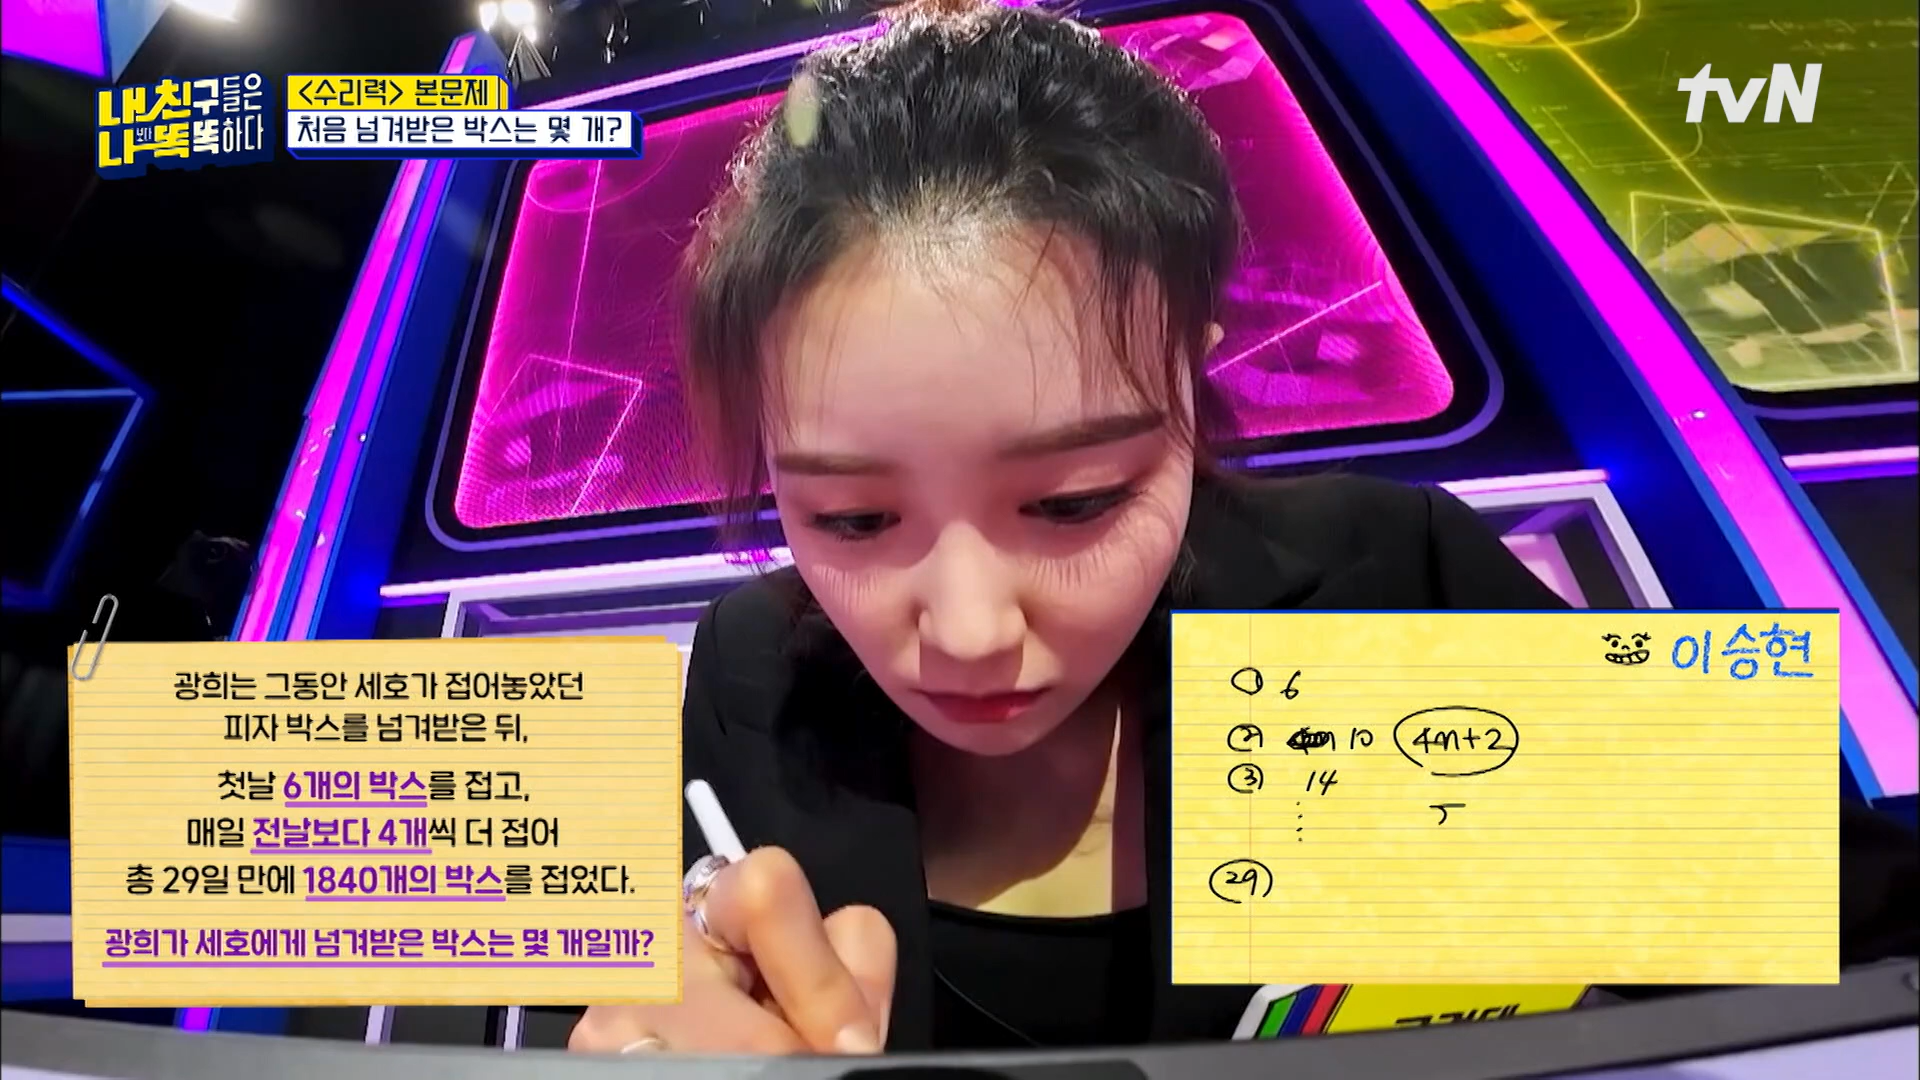 내 친구들은
나보다 똑똑하다
<수리력> 본문제
처음 넘겨받은 박스는 몇 개?
tvN
광희는 그동안 세호가 접어놓았던
피자 박스를 넘겨받은 뒤,
첫날 6개의 박스를 접고,
매일 전날보다 4개씩 더 접어
총 29일 만에 1840개의 박스를 접었다.
광희가 세호에게 넘겨받은 박스는 몇 개일까?
이승현
① 6
② 10 4n+2
③ 14
⋮
㉙